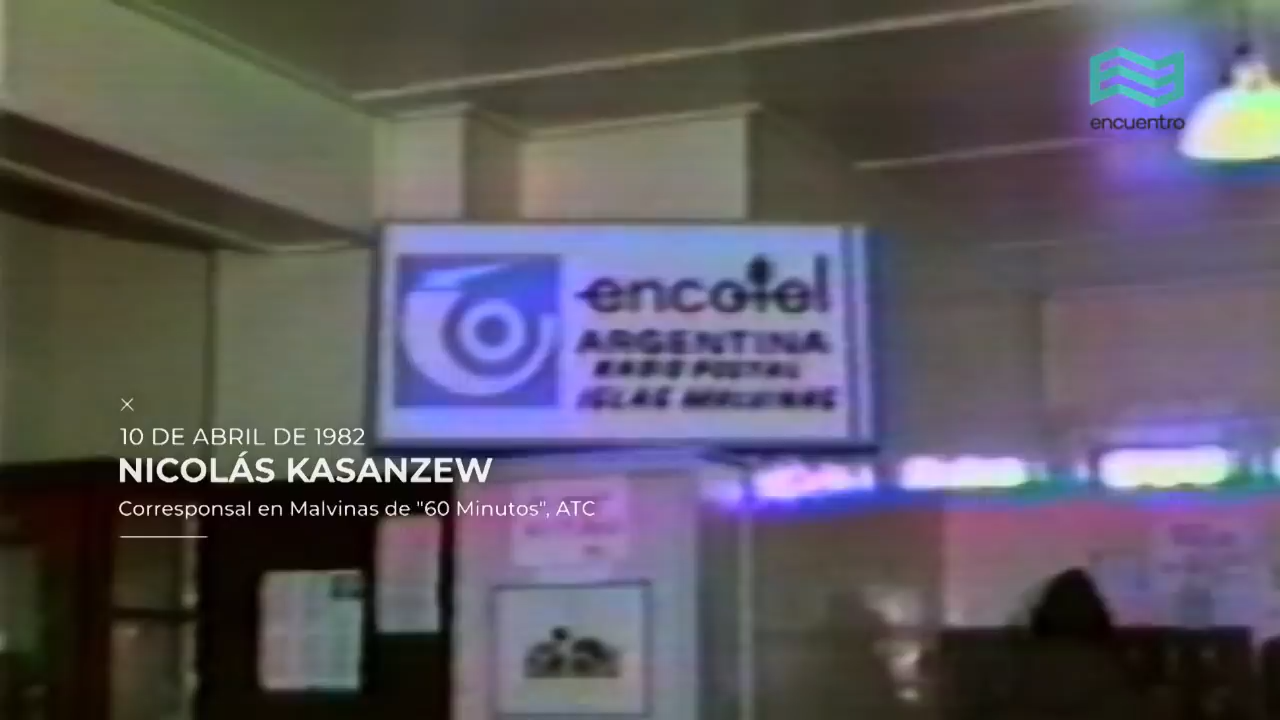 encuentro
encotel
ARGENTINA
RADIO POSTAL
ISLAS MALVINAS
10 DE ABRIL DE 1982
NICOLÁS KASANZEW
Corresponsal en Malvinas de "60 Minutos", ATC